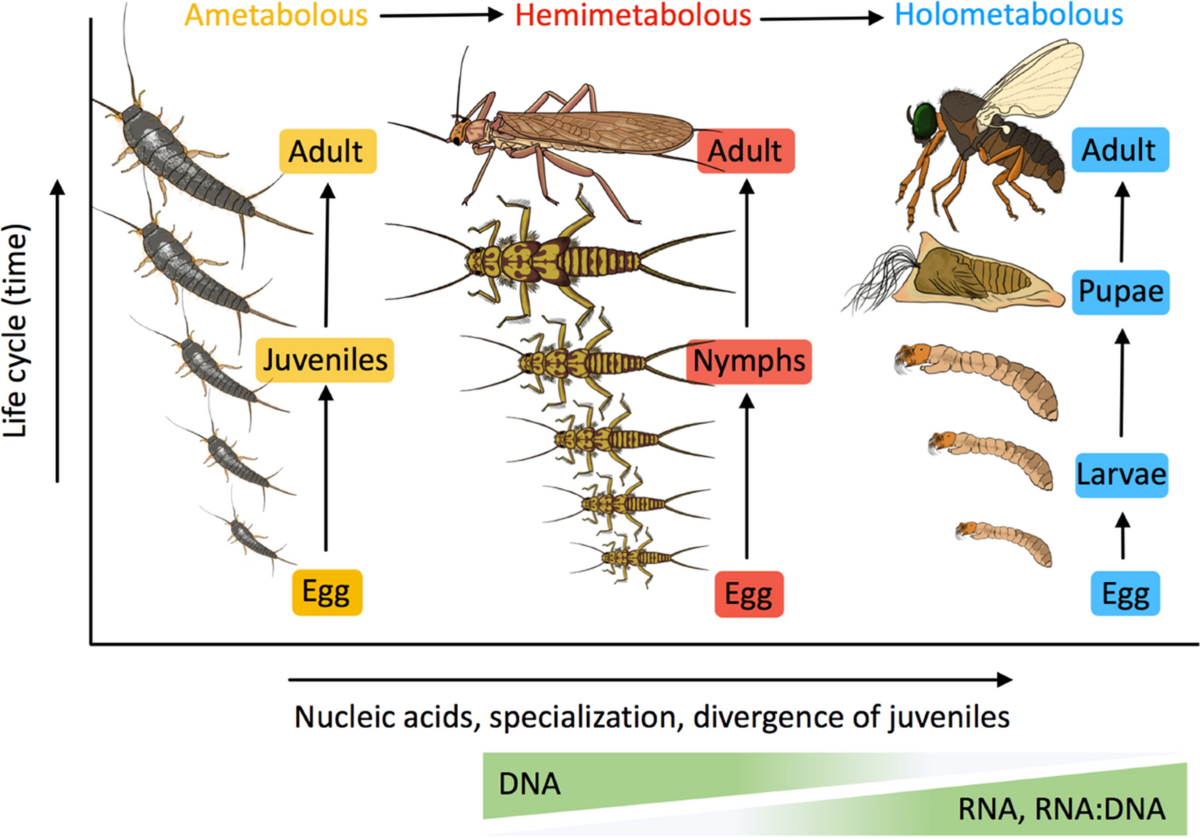 Ametabolous
Hemimetabolous
Holometabolous
Life cycle (time)
Adult
Juveniles
Egg
Adult
Nymphs
Egg
Adult
Pupae
Larvae
Egg
Nucleic acids, specialization, divergence of juveniles
DNA
RNA, RNA:DNA